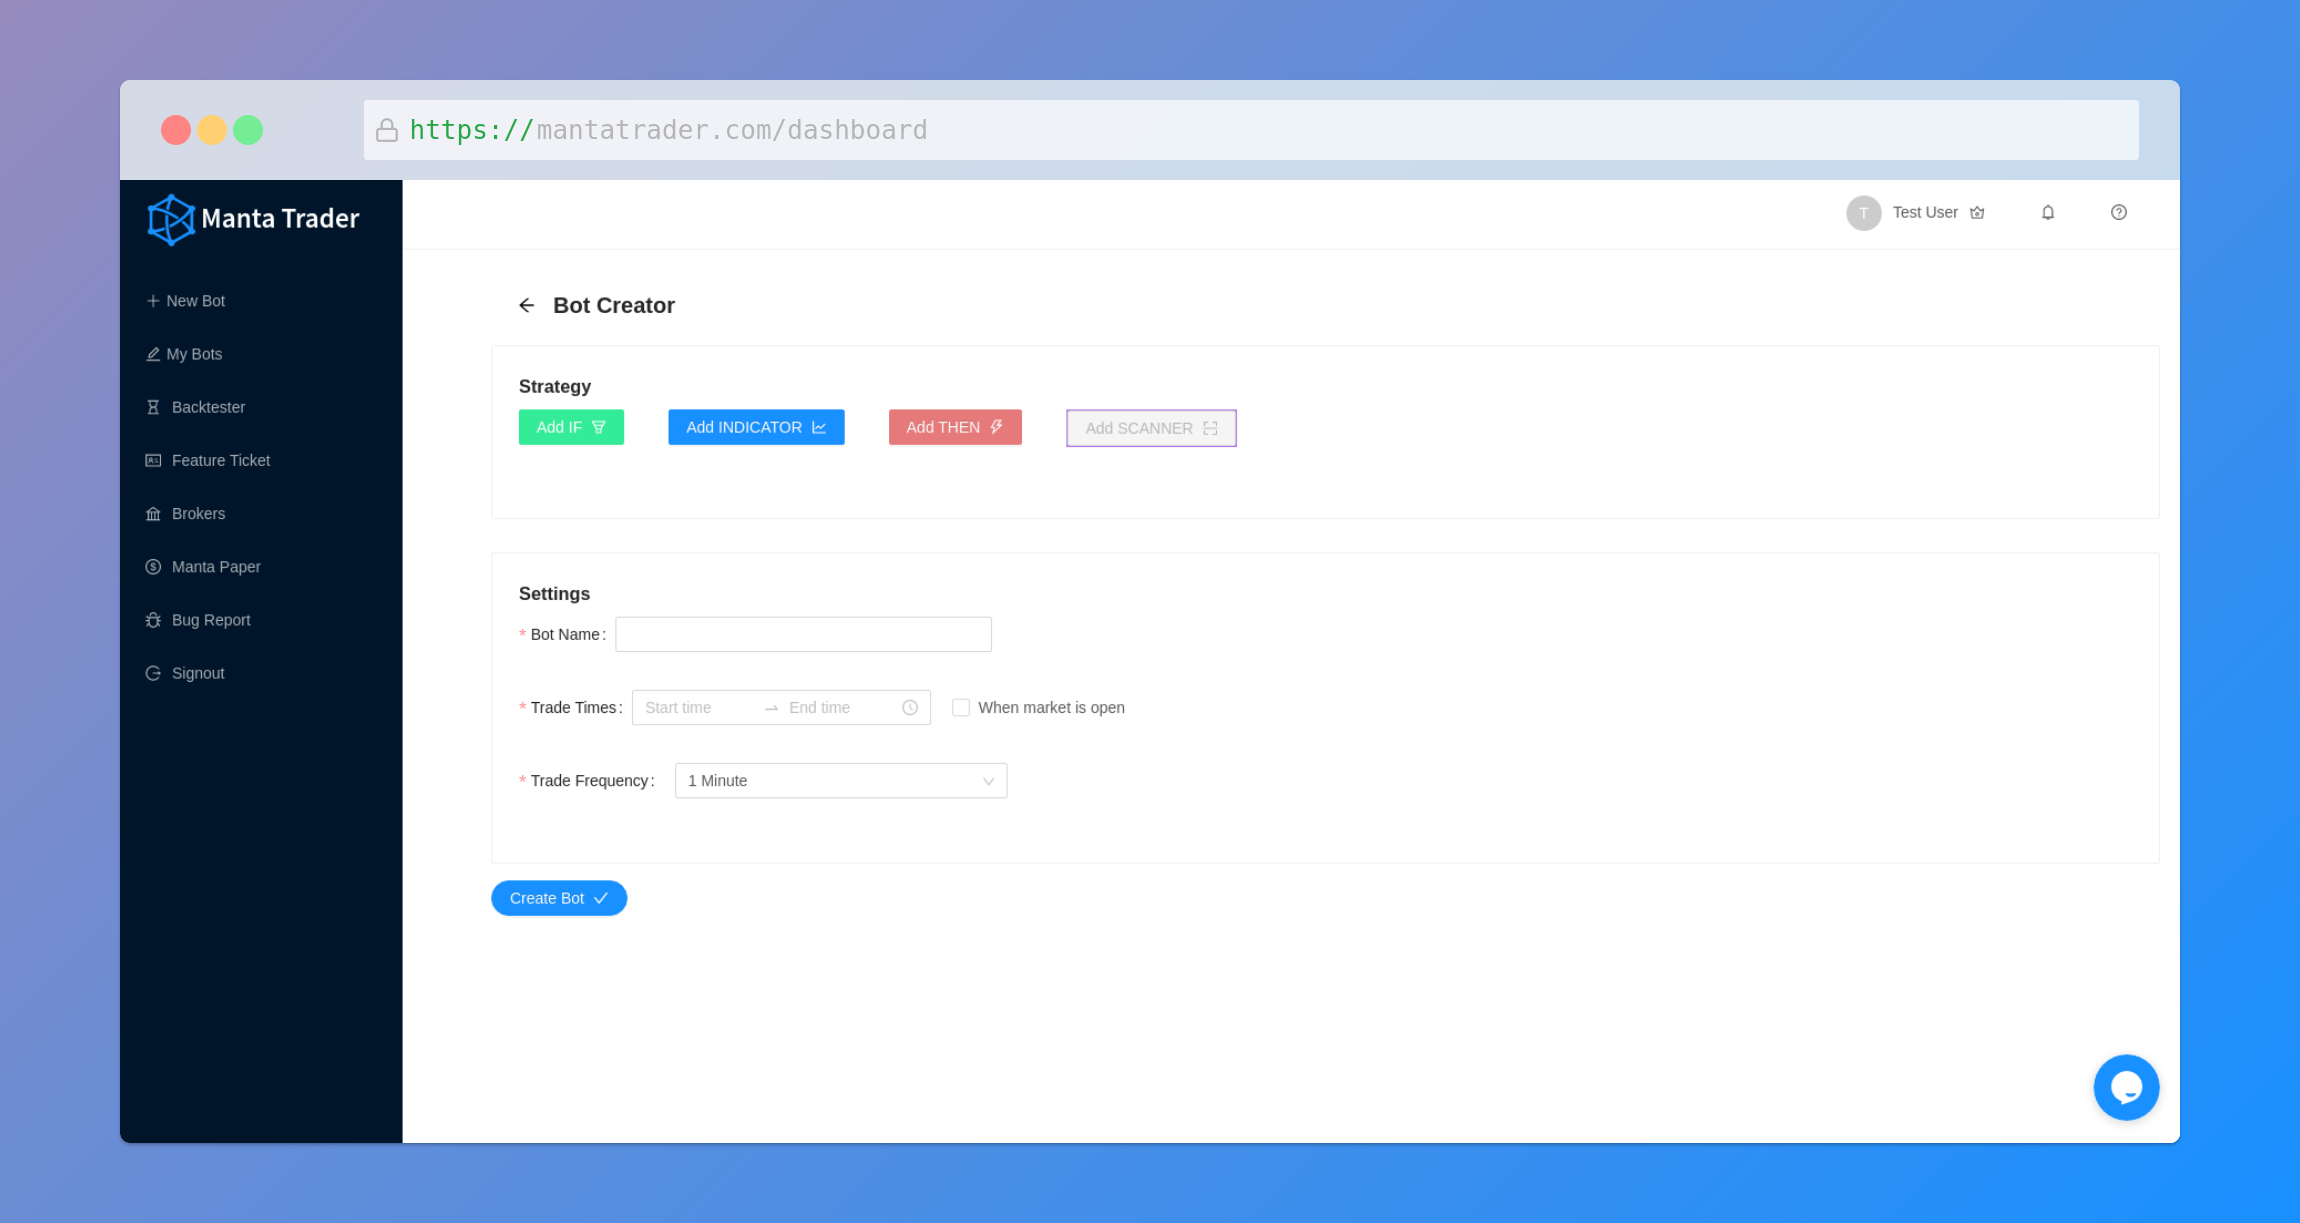 https://mantatrader.com/dashboard
Manta Trader
T Test User
New Bot
My Bots
Backtester
Feature Ticket
Brokers
Manta Paper
Bug Report
Signout
Bot Creator
Strategy
Add IF
Add INDICATOR
Add THEN
Add SCANNER
Settings
* Bot Name:
* Trade Times: Start time End time When market is open
* Trade Frequency: 1 Minute
Create Bot